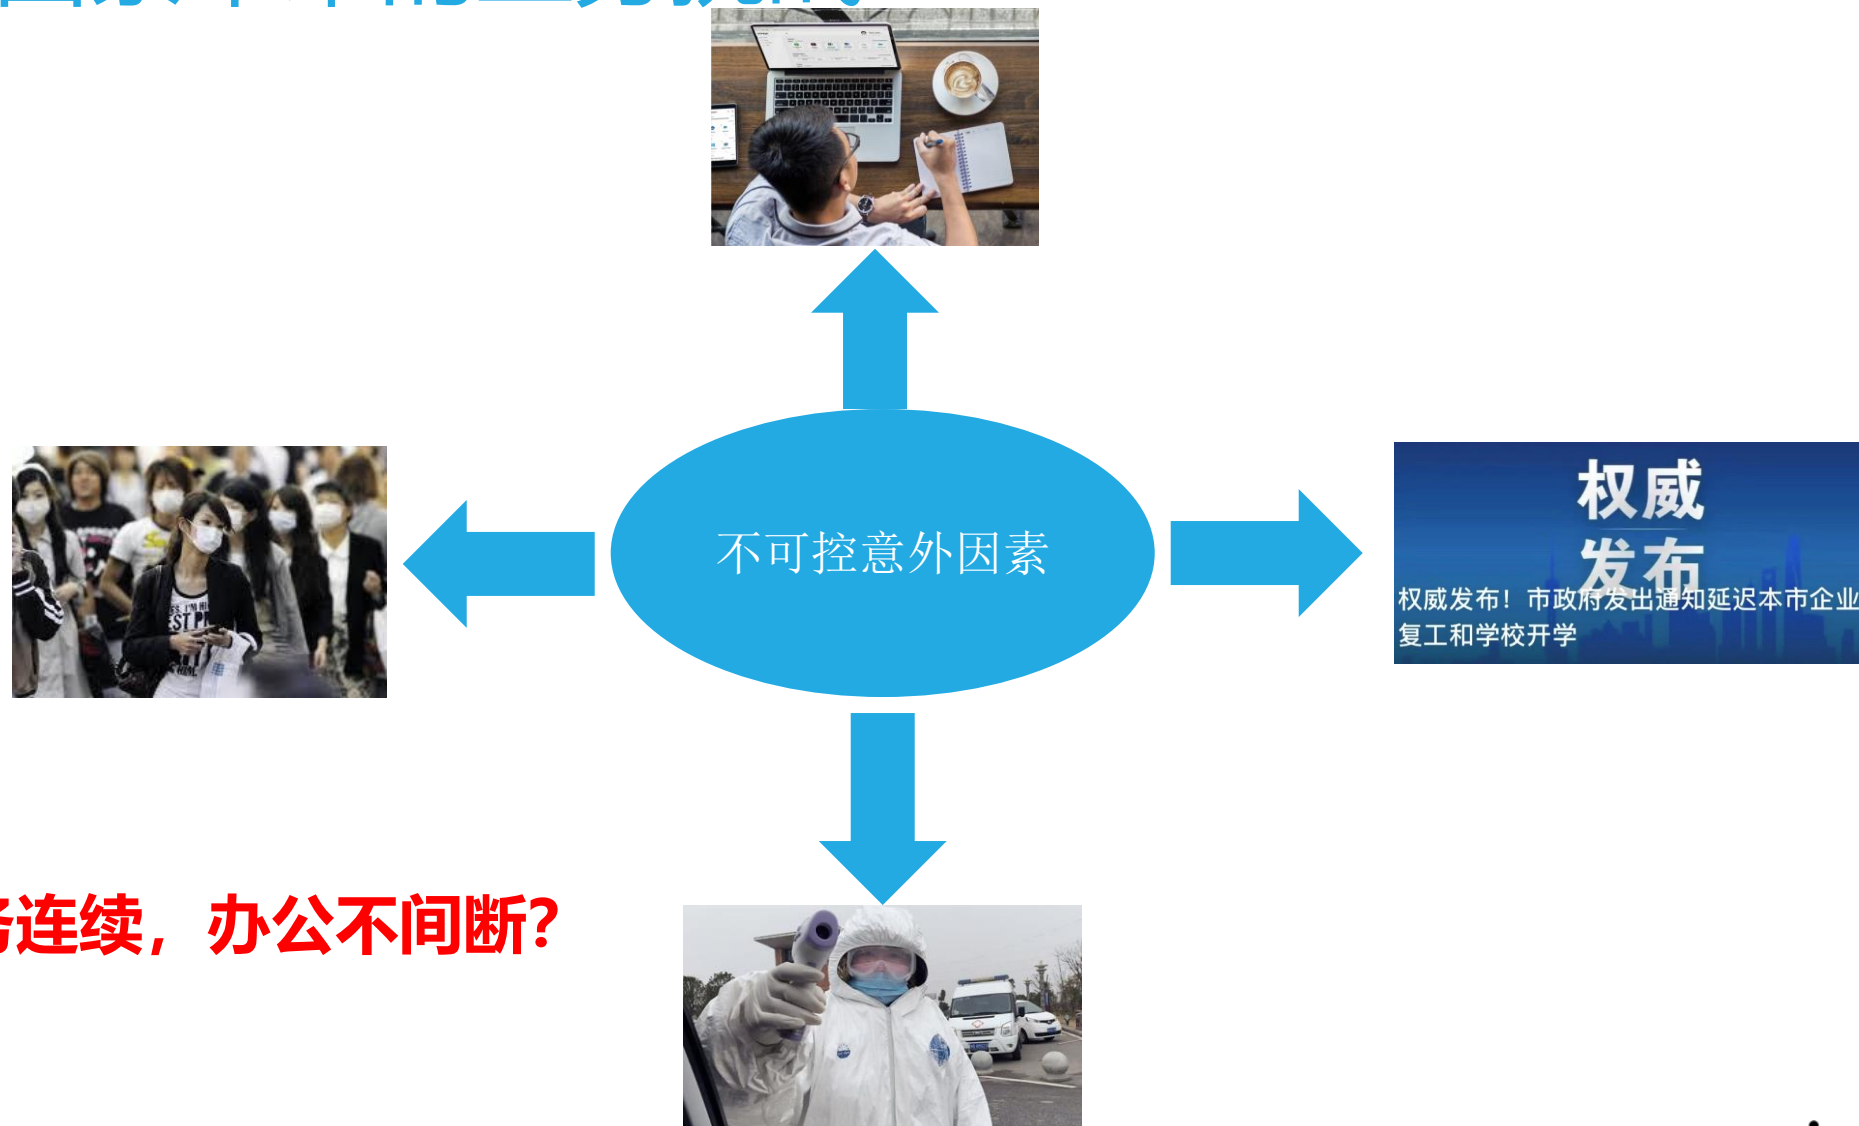 不可控意外因素
权威
发布
权威发布！市政府发出通知延迟本市企业
复工和学校开学
务连续，办公不间断？